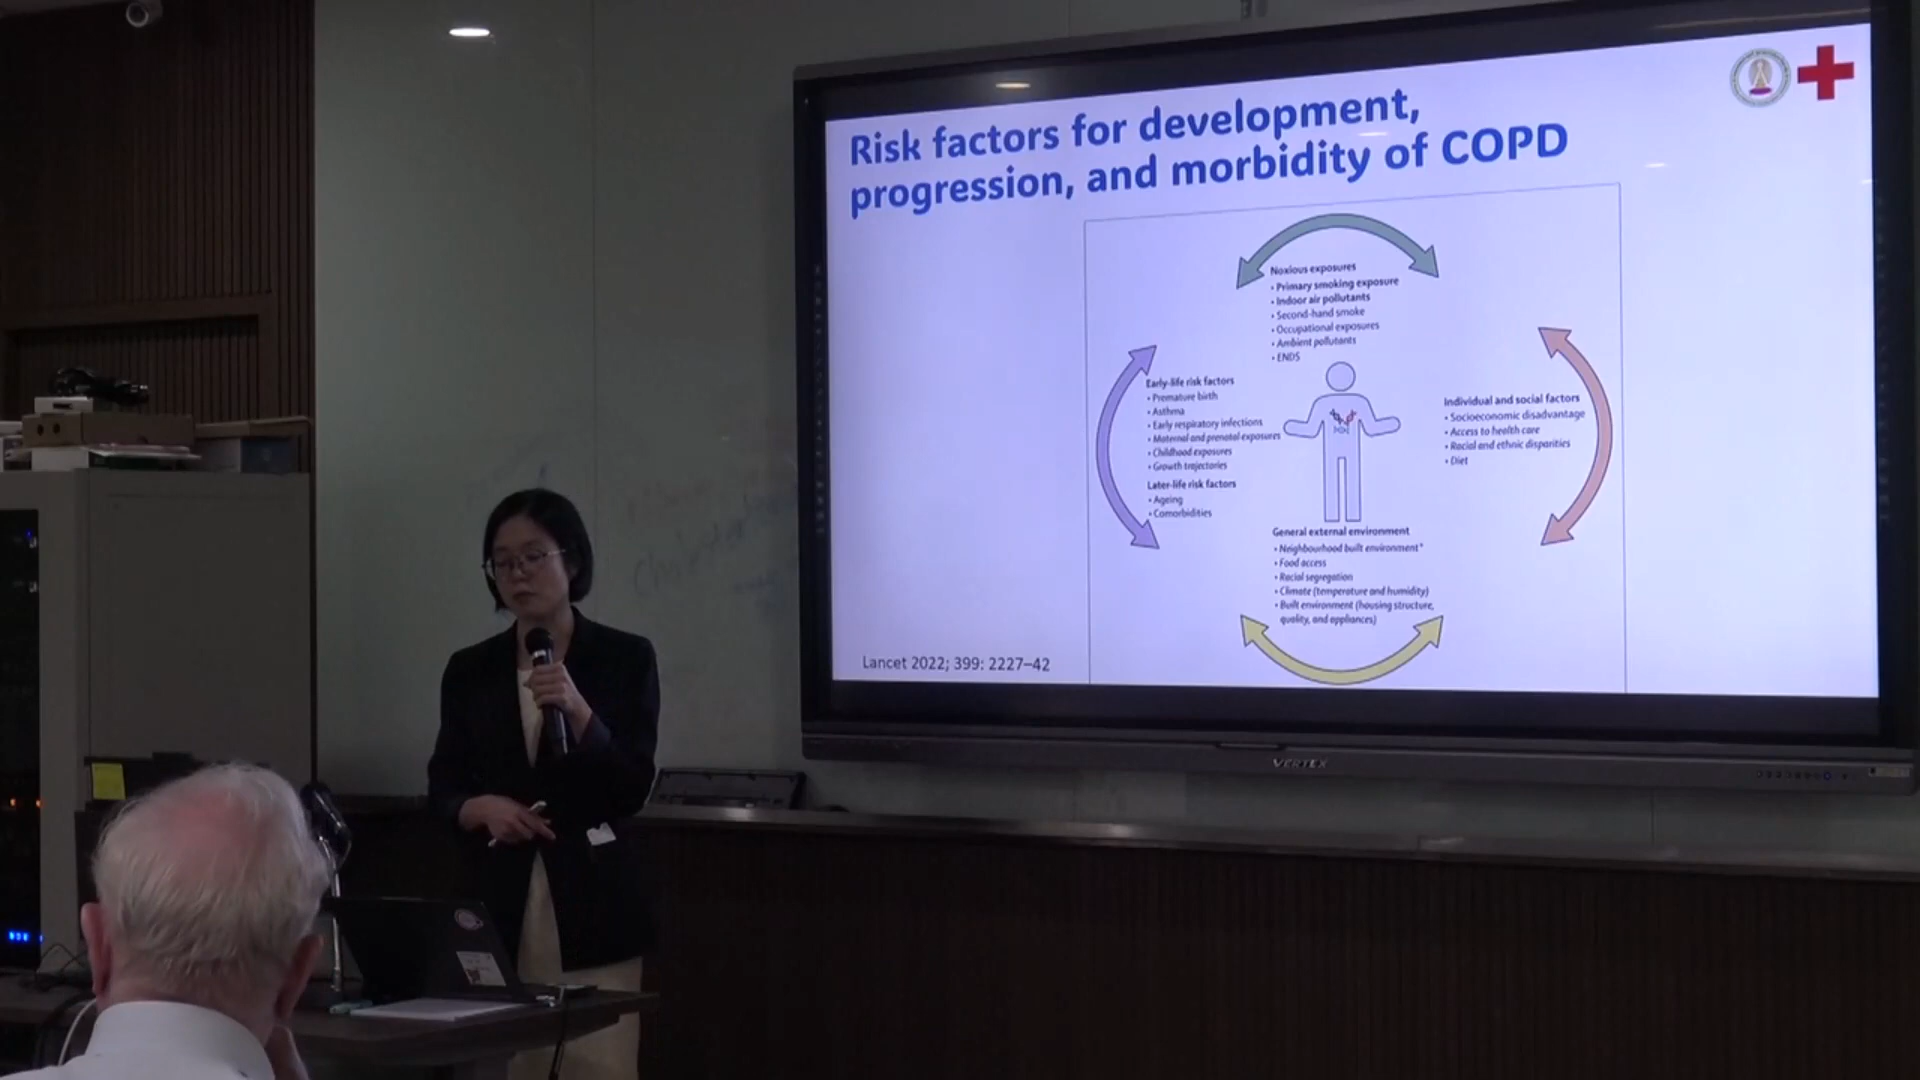 Risk factors for development,
progression, and morbidity of COPD
Noxious exposures
• Primary smoking exposure
• Indoor air pollutants
• Second-hand smoke
• Occupational exposures
• Ambient pollutants
• ENDS
Early-life risk factors
• Premature birth
• Asthma
• Early respiratory infections
• Maternal and prenatal exposures
• Childhood exposures
• Growth trajectories
Later-life risk factors
• Ageing
• Comorbidities
Individual and social factors
• Socioeconomic disadvantage
• Access to health care
• Racial and ethnic disparities
• Diet
General external environment
• Neighbourhood built environment*
• Food access
• Racial segregation
• Climate (temperature and humidity)
• Built environment (housing structure,
quality, and appliances)
Lancet 2022; 399: 2227–42
VERTEX